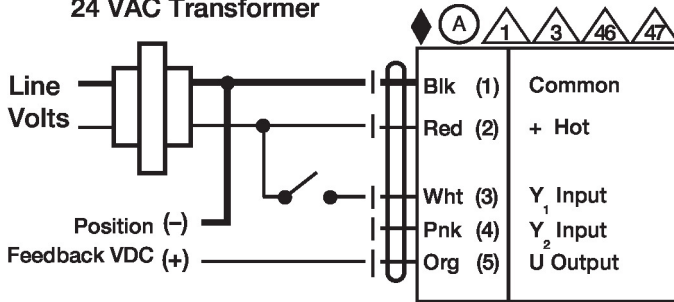 24 VAC Transformer
A 1 3 46 47
Line
Volts
Blk (1) Common
Red (2) + Hot
Wht (3) Y1 Input
Pnk (4) Y2 Input
Org (5) U Output
Position (–)
Feedback VDC (+)